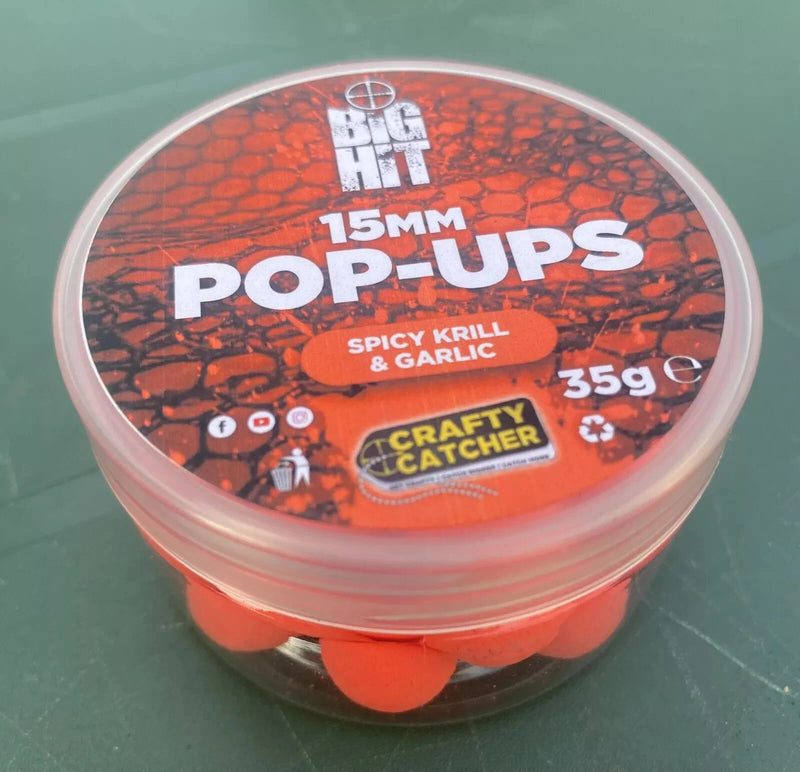 BIG
HIT
15MM
POP-UPS
SPICY KRILL
& GARLIC
35g ℮
CRAFTY
CATCHER